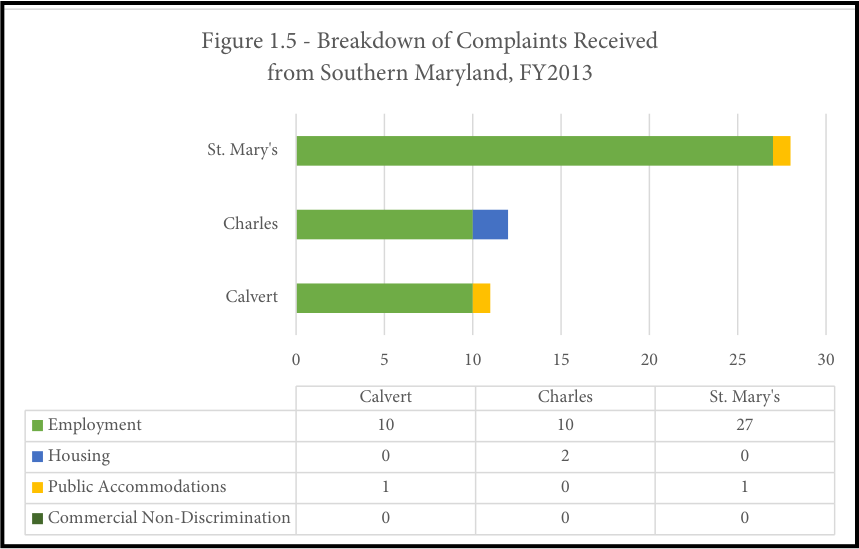 Figure 1.5 - Breakdown of Complaints Received
from Southern Maryland, FY2013
St. Mary's
Charles
Calvert
0 5 10 15 20 25 30
Calvert Charles St. Mary's
Employment 10 10 27
Housing 0 2 0
Public Accommodations 1 0 1
Commercial Non-Discrimination 0 0 0